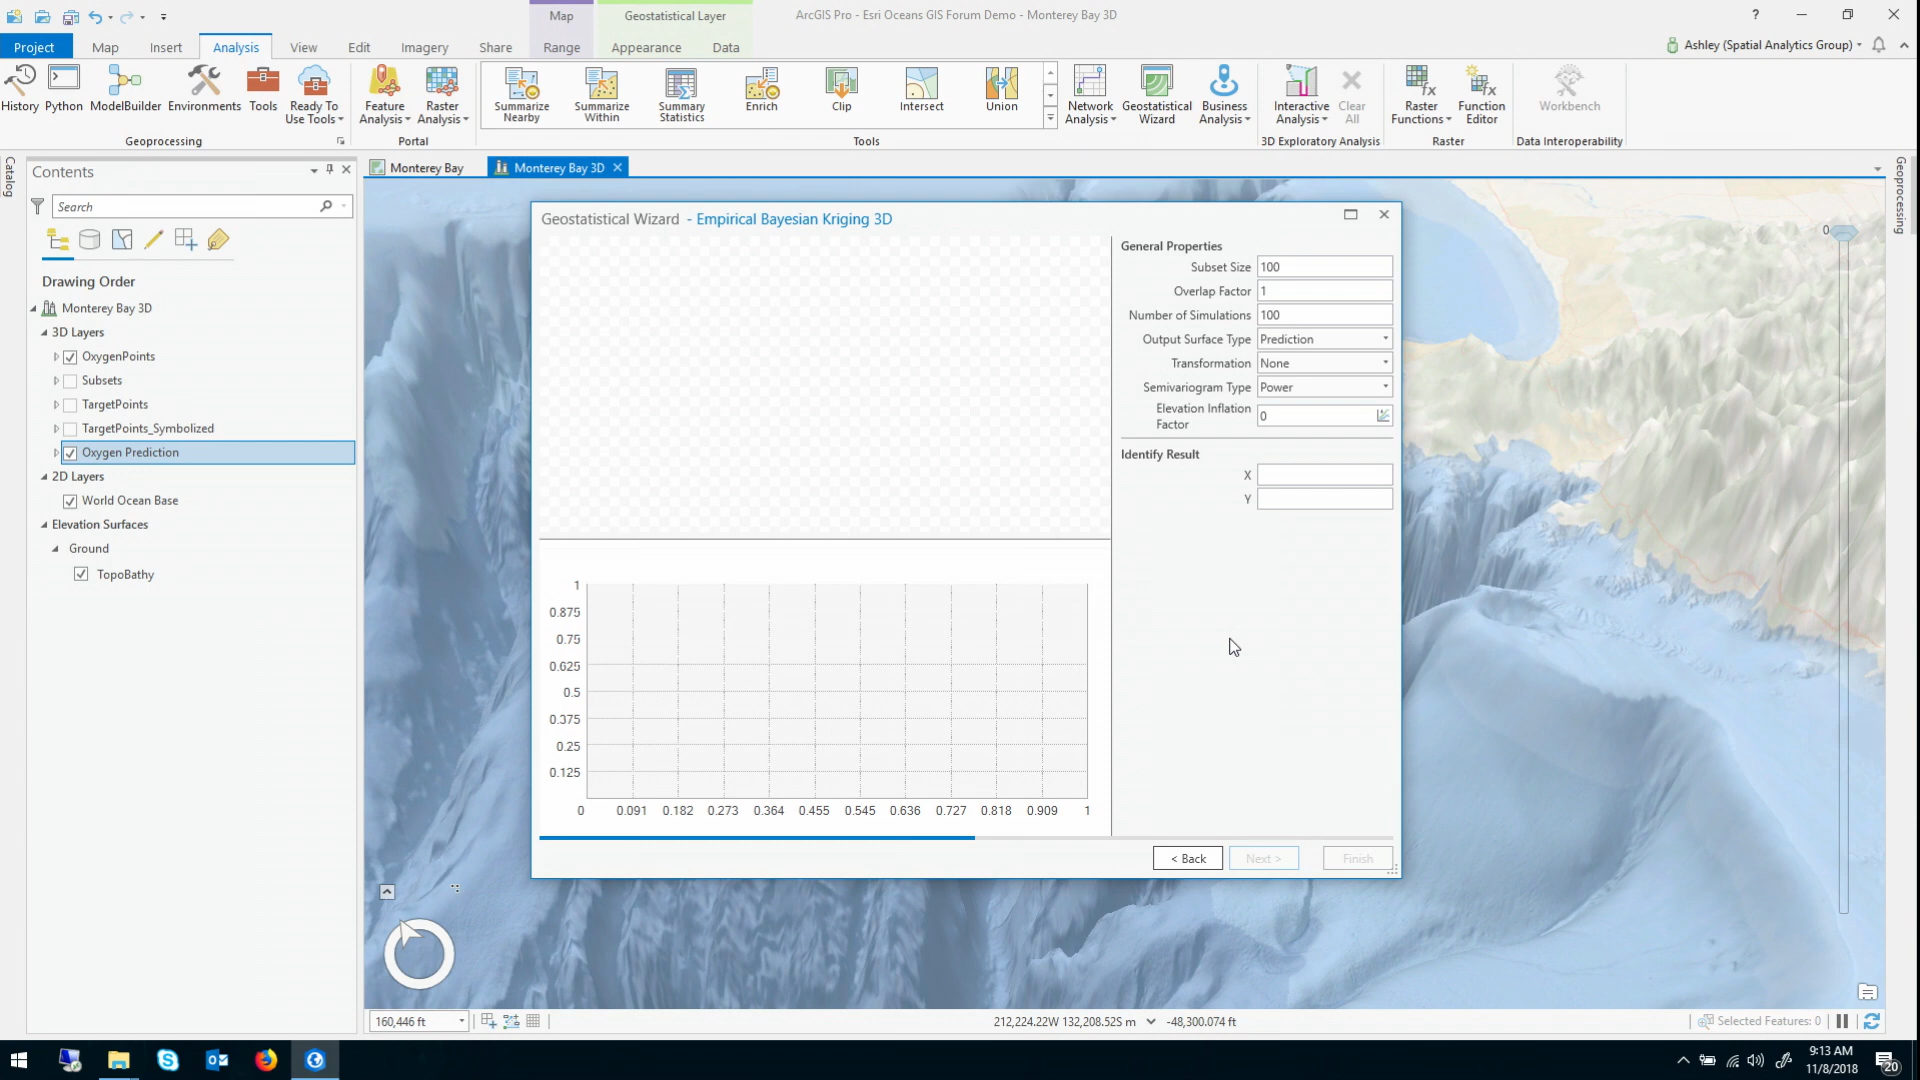 Map
Geostatistical Layer
ArcGIS Pro - Esri Oceans GIS Forum Demo - Monterey Bay 3D
?
Project
Map
Insert
Analysis
View
Edit
Imagery
Share
Range
Appearance
Data
Ashley (Spatial Analytics Group)
History
Python
ModelBuilder
Environments
Tools
Ready To
Use Tools
Feature
Analysis
Raster
Analysis
Summarize
Nearby
Summarize
Within
Summary
Statistics
Enrich
Clip
Intersect
Union
Network
Analysis
Geostatistical
Wizard
Business
Analysis
Interactive
Analysis
Clear
All
Raster
Functions
Function
Editor
Workbench
Geoprocessing
Portal
Tools
3D Exploratory Analysis
Raster
Data Interoperability
Catalog
Contents
Monterey Bay
Monterey Bay 3D
Geoprocessing
Search
Drawing Order
Monterey Bay 3D
3D Layers
OxygenPoints
Subsets
TargetPoints
TargetPoints_Symbolized
Oxygen Prediction
2D Layers
World Ocean Base
Elevation Surfaces
Ground
TopoBathy
0
Geostatistical Wizard - Empirical Bayesian Kriging 3D
General Properties
Subset Size 100
Overlap Factor 1
Number of Simulations 100
Output Surface Type Prediction
Transformation None
Semivariogram Type Power
Elevation Inflation
Factor 0
Identify Result
X
Y
1
0.875
0.75
0.625
0.5
0.375
0.25
0.125
0 0.091 0.182 0.273 0.364 0.455 0.545 0.636 0.727 0.818 0.909 1
< Back
Next >
Finish
160,446 ft
212,224.22W 132,208.52S m
-48,300.074 ft
Selected Features: 0
9:13 AM
11/8/2018
20